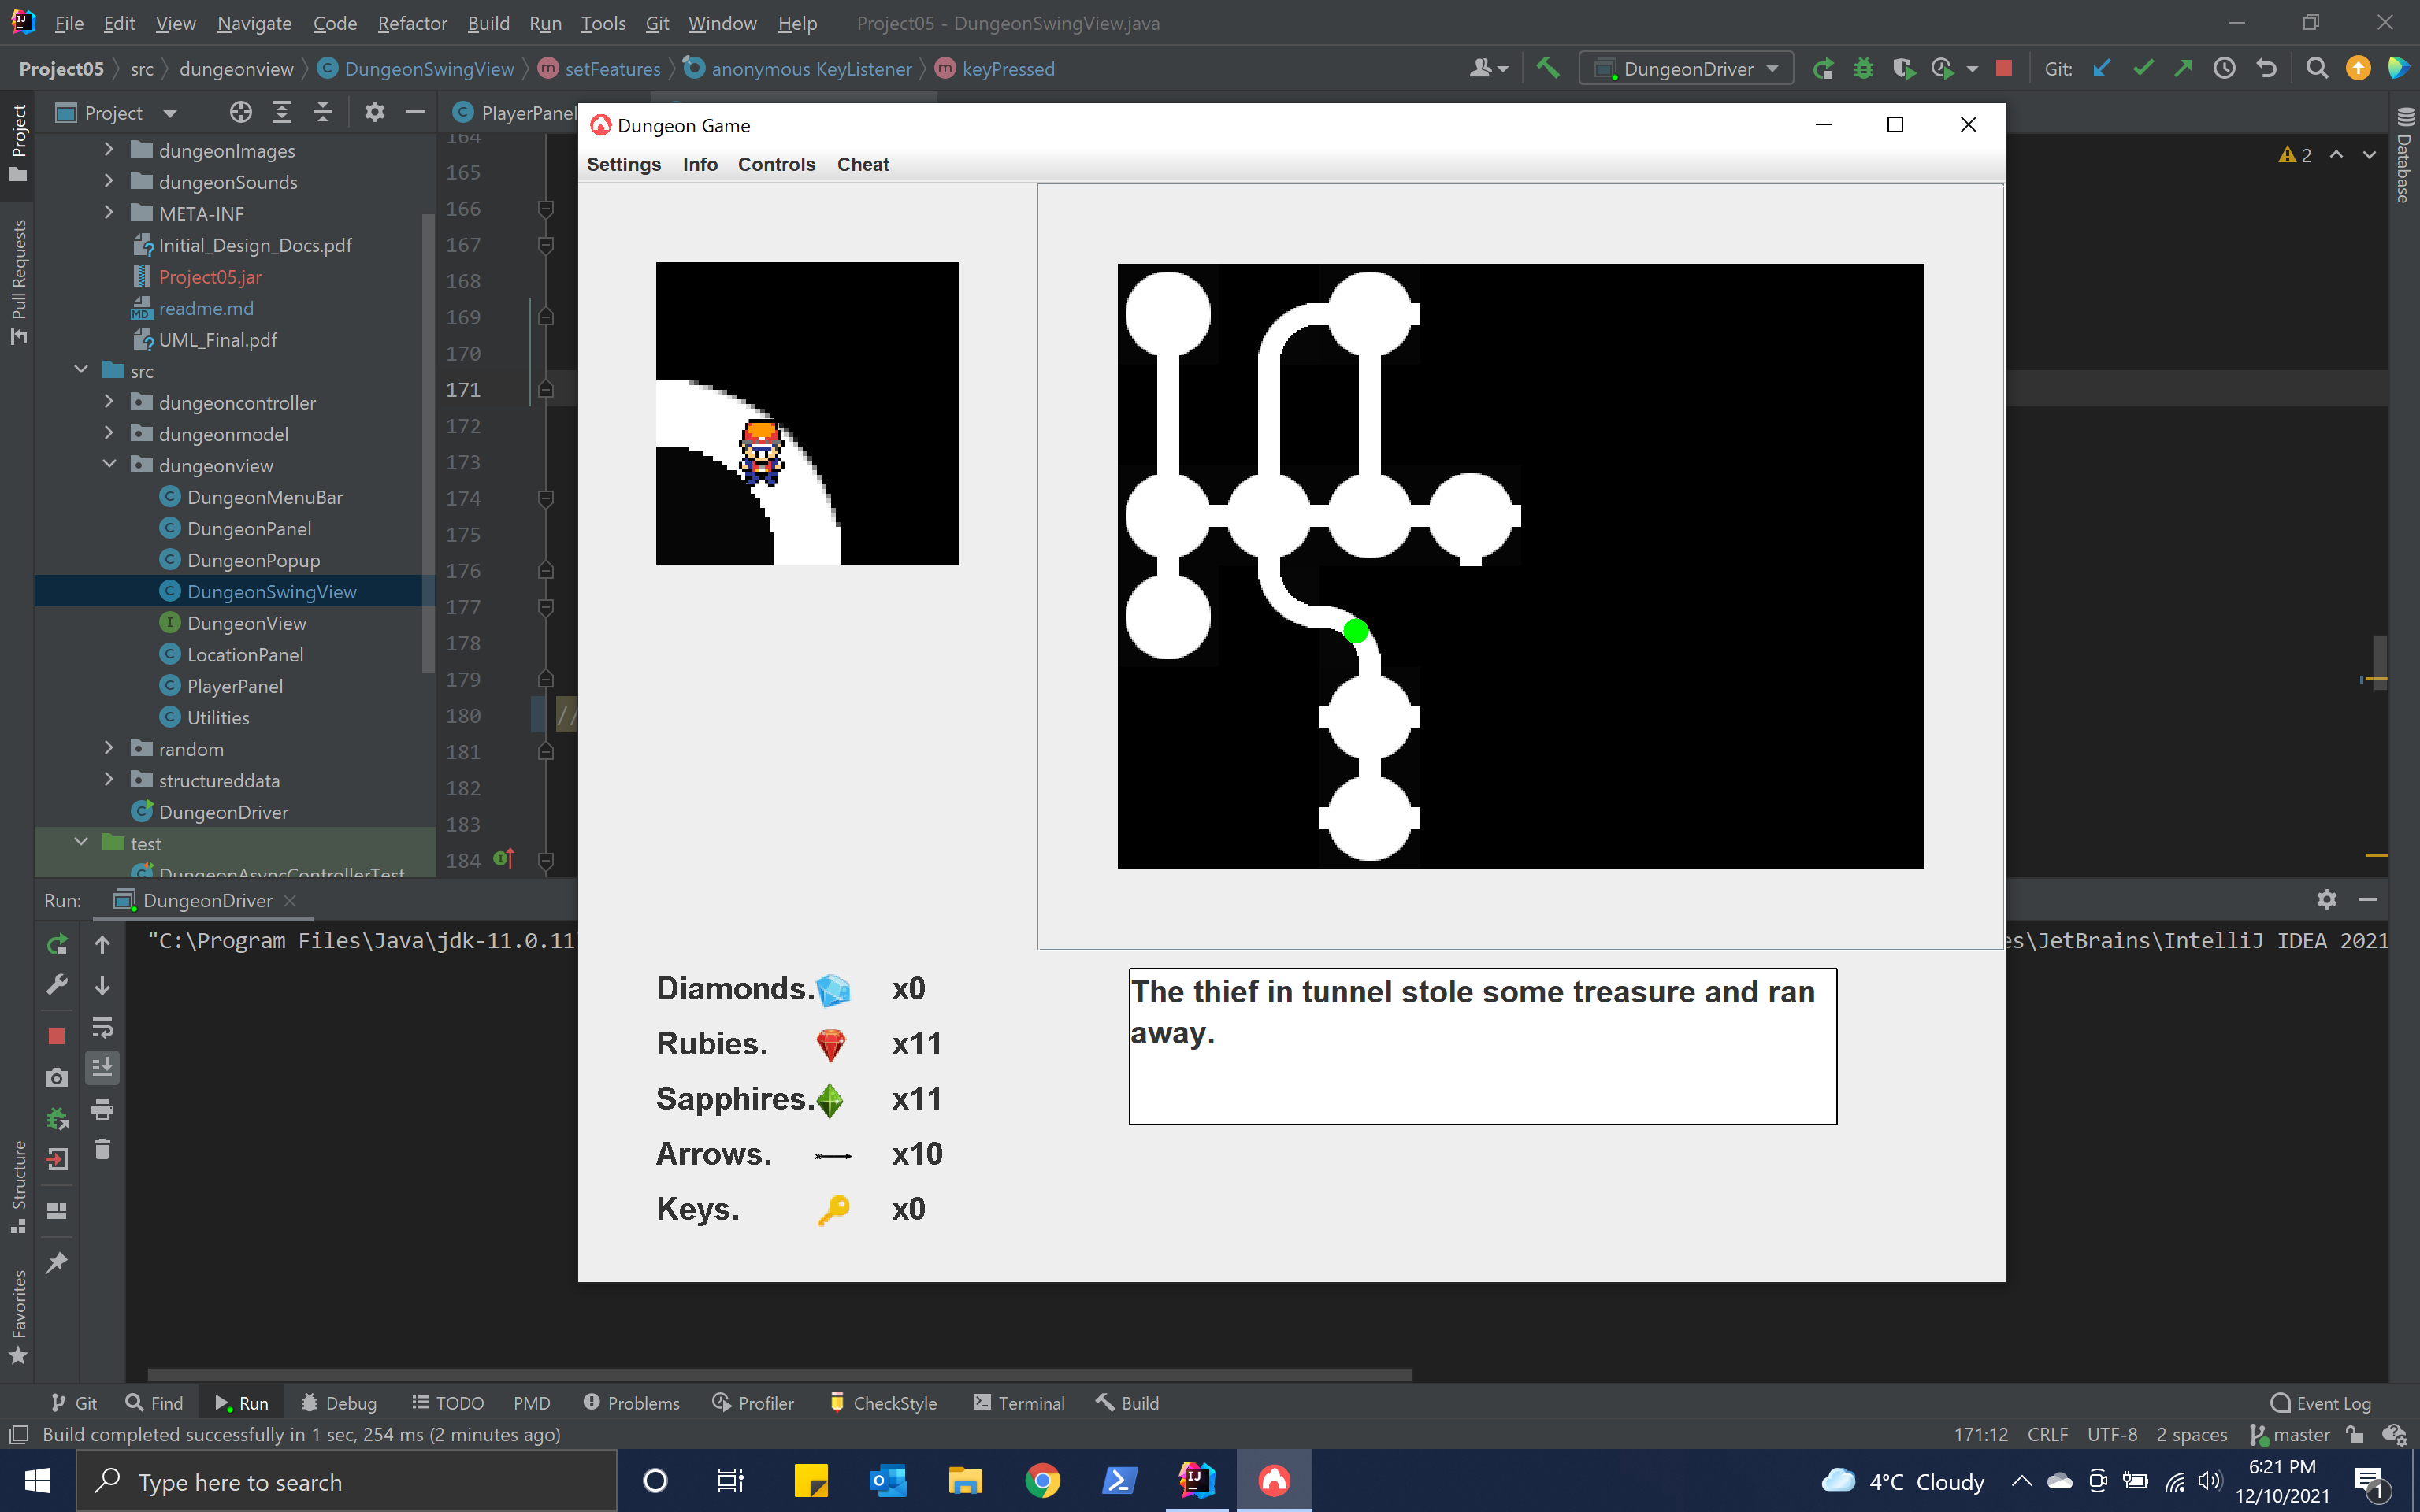 File Edit View Navigate Code Refactor Build Run Tools Git Window Help Project05 - DungeonSwingView.java
Project05 src dungeonview DungeonSwingView setFeatures anonymous KeyListener keyPressed DungeonDriver Git:
Project PlayerPanel
Dungeon Game
Settings Info Controls Cheat
Project
Pull Requests
Structure
Favorites
Database
2
dungeonImages
dungeonSounds
META-INF
Initial_Design_Docs.pdf
Project05.jar
readme.md
UML_Final.pdf
src
dungeoncontroller
dungeonmodel
dungeonview
DungeonMenuBar
DungeonPanel
DungeonPopup
DungeonSwingView
DungeonView
LocationPanel
PlayerPanel
Utilities
random
structureddata
DungeonDriver
test
DungeonAsyncControllerTest
164
165
166
167
168
169
170
171
172
173
174
175
176
177
178
179
180 //
181
182
183
184
Run: DungeonDriver
"C:\Program Files\Java\jdk-11.0.11
es\JetBrains\IntelliJ IDEA 2021
Diamonds. x0
Rubies. x11
Sapphires. x11
Arrows. x10
Keys. x0
The thief in tunnel stole some treasure and ran
away.
Git Find Run Debug TODO PMD Problems Profiler CheckStyle Terminal Build Event Log
Build completed successfully in 1 sec, 254 ms (2 minutes ago) 171:12 CRLF UTF-8 2 spaces master
Type here to search
4°C Cloudy
6:21 PM
12/10/2021
1